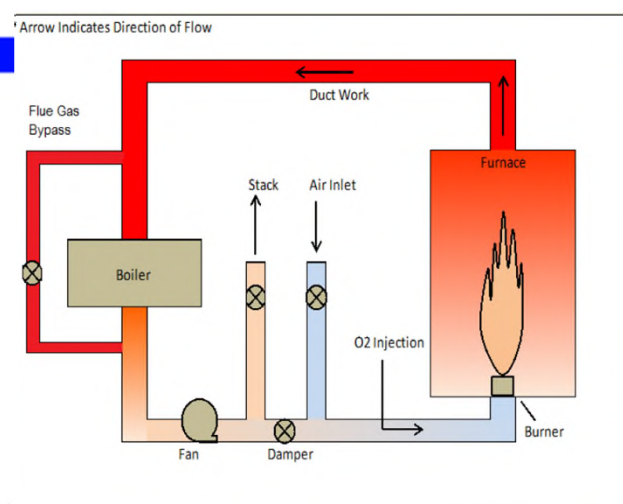 ' Arrow Indicates Direction of Flow
Duct Work
Flue Gas
Bypass
Furnace
Stack
Air Inlet
Boiler
O2 Injection
Burner
Fan
Damper